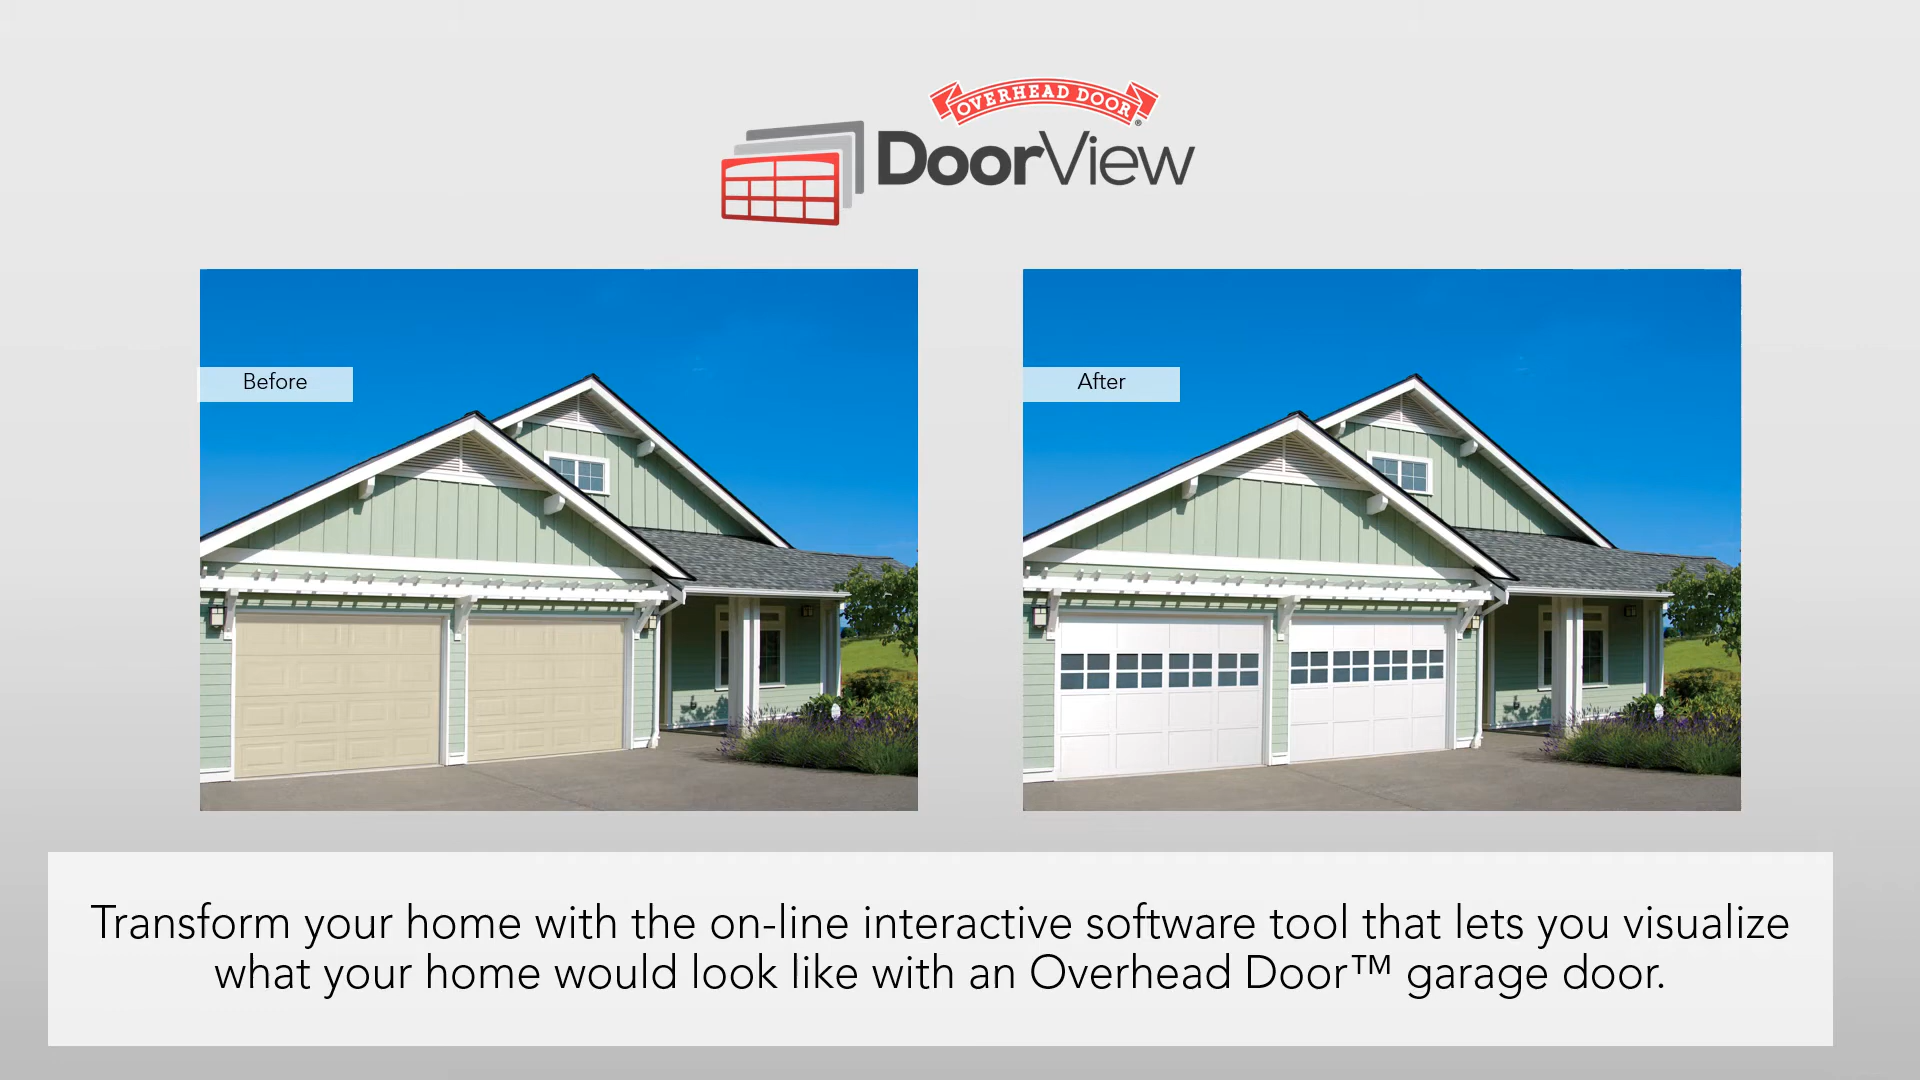 OVERHEAD DOOR®
DoorView
Before
After
Transform your home with the on-line interactive software tool that lets you visualize
what your home would look like with an Overhead Door™ garage door.